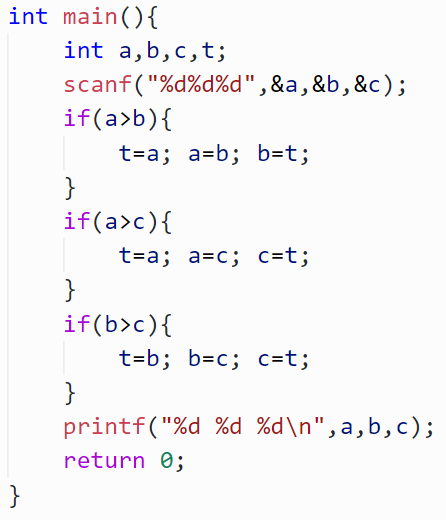 int main(){
    int a,b,c,t;
    scanf("%d%d%d",&a,&b,&c);
    if(a>b){
        t=a; a=b; b=t;
    }
    if(a>c){
        t=a; a=c; c=t;
    }
    if(b>c){
        t=b; b=c; c=t;
    }
    printf("%d %d %d\n",a,b,c);
    return 0;
}